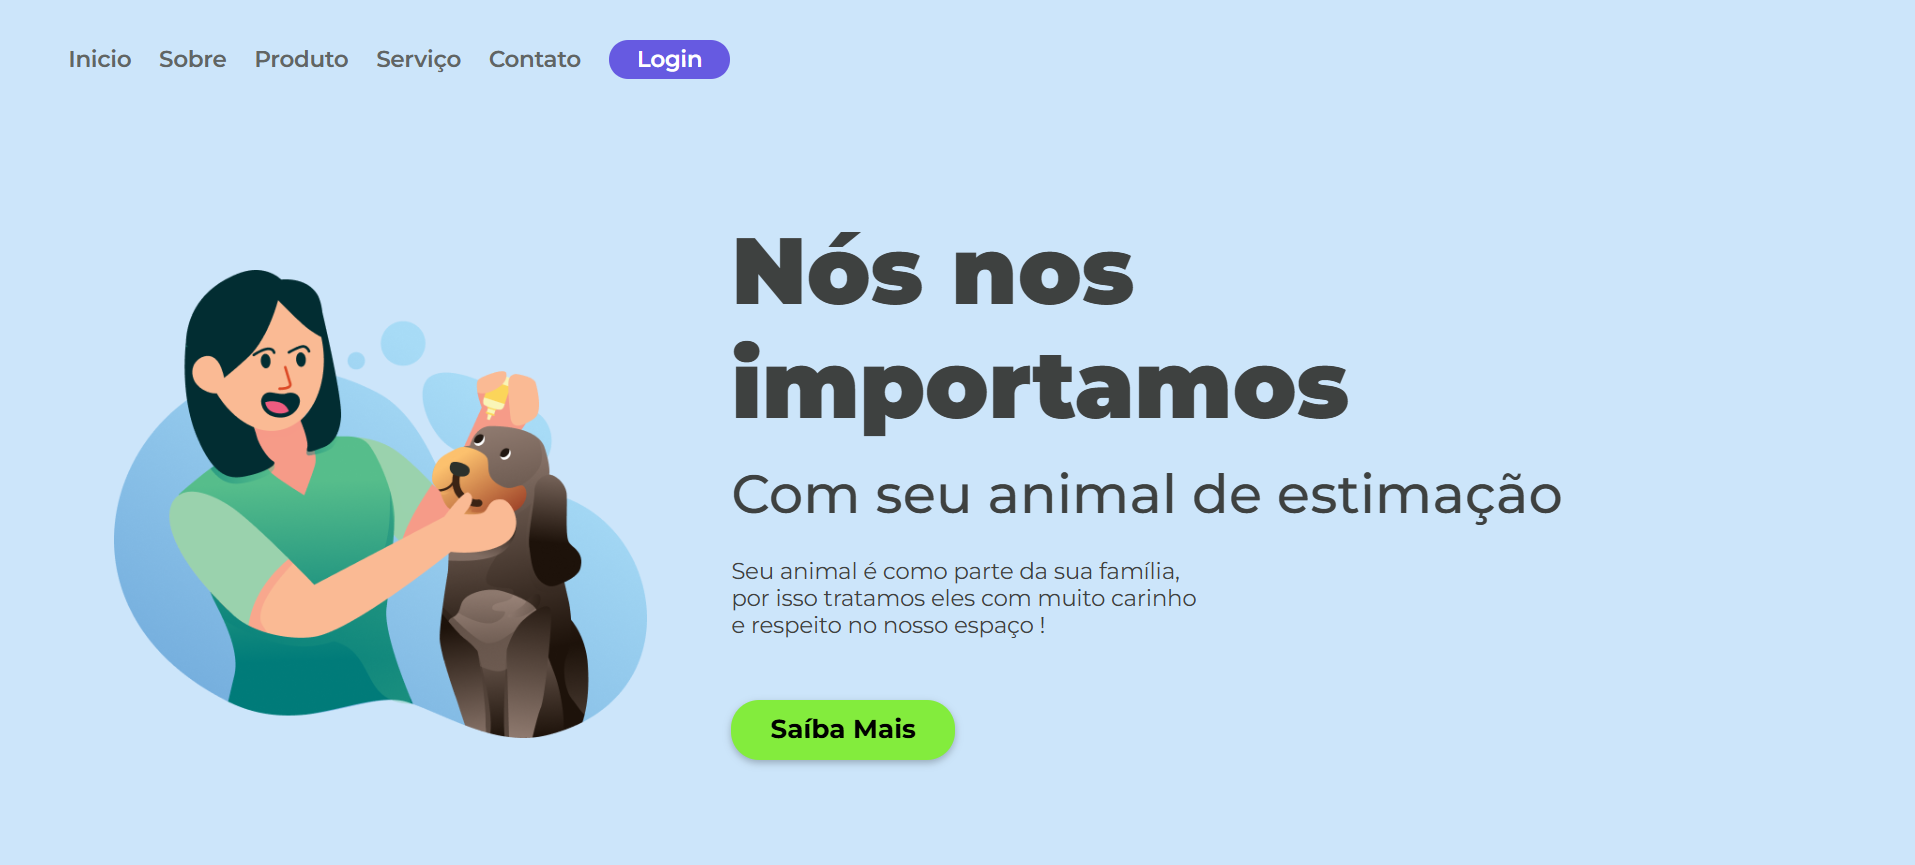 Inicio Sobre Produto Serviço Contato Login
Nós nos
importamos
Com seu animal de estimação
Seu animal é como parte da sua família,
por isso tratamos eles com muito carinho
e respeito no nosso espaço !
Saíba Mais